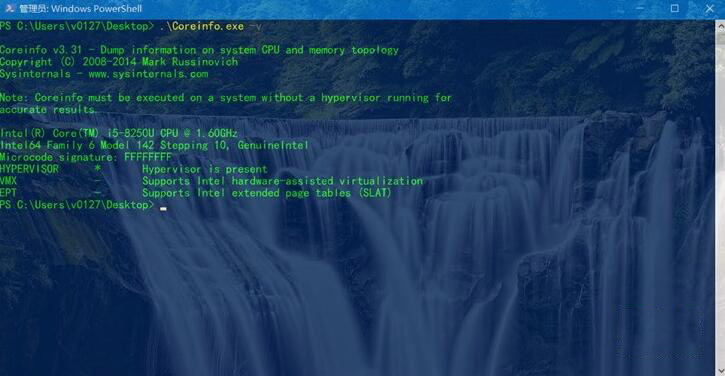 管理员: Windows PowerShell
PS C:\Users\v0127\Desktop> .\Coreinfo.exe -v
Coreinfo v3.31 - Dump information on system CPU and memory topology
Copyright (C) 2008-2014 Mark Russinovich
Sysinternals - www.sysinternals.com
Note: Coreinfo must be executed on a system without a hypervisor running for
accurate results.
Intel(R) Core(TM) i5-8250U CPU @ 1.60GHz
Intel64 Family 6 Model 142 Stepping 10, GenuineIntel
Microcode signature: FFFFFFFF
HYPERVISOR * Hypervisor is present
VMX - Supports Intel hardware-assisted virtualization
EPT - Supports Intel extended page tables (SLAT)
PS C:\Users\v0127\Desktop>